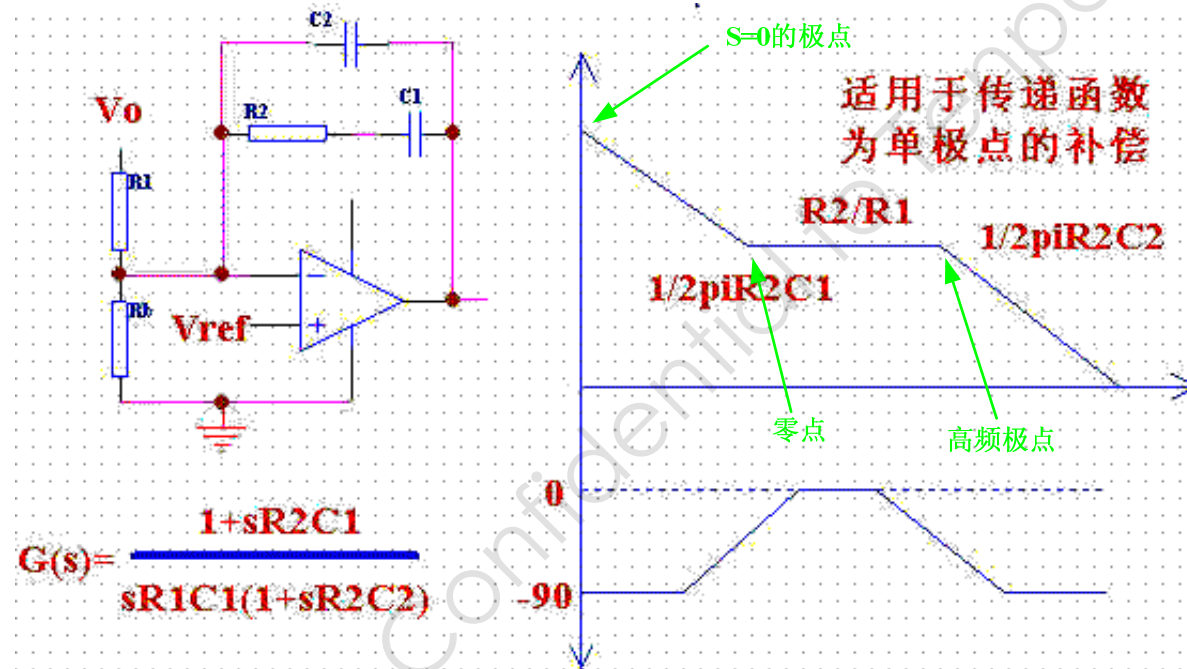 C2
S=0的极点
Vo
R2
C1
适用于传递函数
为单极点的补偿
R1
R2/R1
1/2piR2C2
1/2piR2C1
Rb
Vref
−
+
零点
高频极点
0
-90
1+sR2C1
G(s)=
sR1C1(1+sR2C2)
Confidential to Tempo